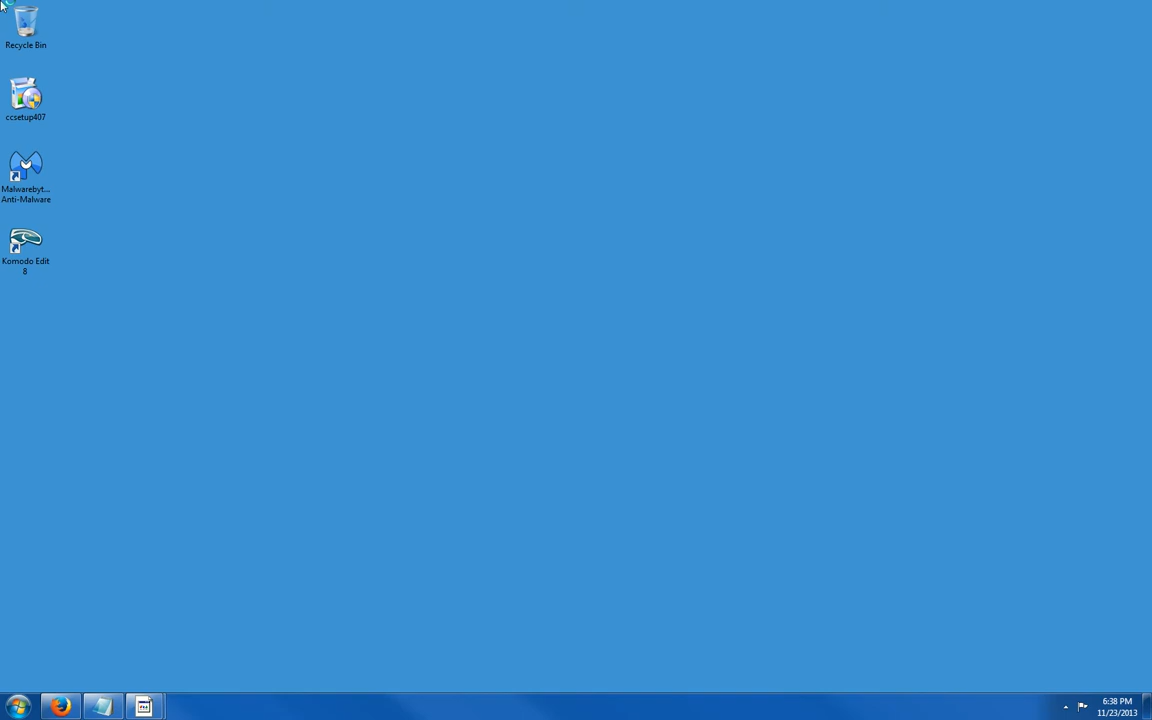 Recycle Bin
ccsetup407
Malwarebyt...
Anti-Malware
Komodo Edit
8
6:38 PM
11/23/2013